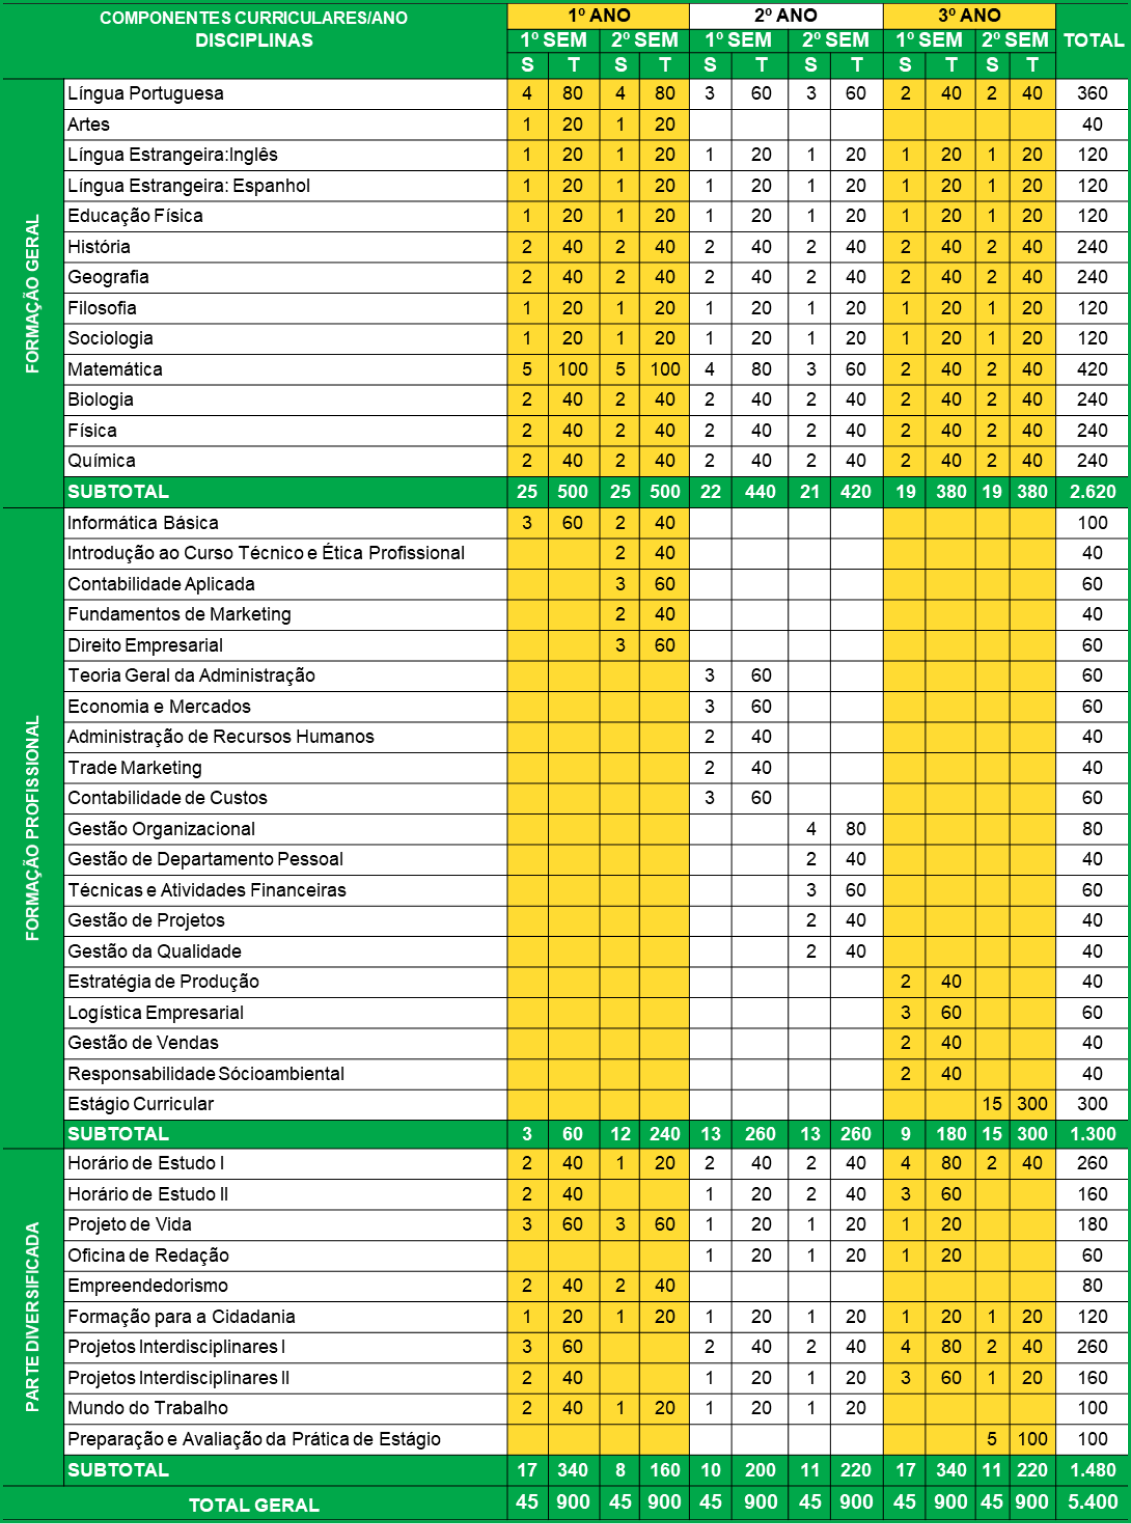 COMPONENTES CURRICULARES/ANO 1º ANO 2º ANO 3º ANO
DISCIPLINAS 1º SEM 2º SEM 1º SEM 2º SEM 1º SEM 2º SEM TOTAL
S T S T S T S T S T S T
FORMAÇÃO GERAL
Língua Portuguesa 4 80 4 80 3 60 3 60 2 40 2 40 360
Artes 1 20 1 20 40
Língua Estrangeira:Inglês 1 20 1 20 1 20 1 20 1 20 1 20 120
Língua Estrangeira: Espanhol 1 20 1 20 1 20 1 20 1 20 1 20 120
Educação Física 1 20 1 20 1 20 1 20 1 20 1 20 120
História 2 40 2 40 2 40 2 40 2 40 2 40 240
Geografia 2 40 2 40 2 40 2 40 2 40 2 40 240
Filosofia 1 20 1 20 1 20 1 20 1 20 1 20 120
Sociologia 1 20 1 20 1 20 1 20 1 20 1 20 120
Matemática 5 100 5 100 4 80 3 60 2 40 2 40 420
Biologia 2 40 2 40 2 40 2 40 2 40 2 40 240
Física 2 40 2 40 2 40 2 40 2 40 2 40 240
Química 2 40 2 40 2 40 2 40 2 40 2 40 240
SUBTOTAL 25 500 25 500 22 440 21 420 19 380 19 380 2.620
FORMAÇÃO PROFISSIONAL
Informática Básica 3 60 2 40 100
Introdução ao Curso Técnico e Ética Profissional 2 40 40
Contabilidade Aplicada 3 60 60
Fundamentos de Marketing 2 40 40
Direito Empresarial 3 60 60
Teoria Geral da Administração 3 60 60
Economia e Mercados 3 60 60
Administração de Recursos Humanos 2 40 40
Trade Marketing 2 40 40
Contabilidade de Custos 3 60 60
Gestão Organizacional 4 80 80
Gestão de Departamento Pessoal 2 40 40
Técnicas e Atividades Financeiras 3 60 60
Gestão de Projetos 2 40 40
Gestão da Qualidade 2 40 40
Estratégia de Produção 2 40 40
Logística Empresarial 3 60 60
Gestão de Vendas 2 40 40
Responsabilidade Sócioambiental 2 40 40
Estágio Curricular 15 300 300
SUBTOTAL 3 60 12 240 13 260 13 260 9 180 15 300 1.300
PARTE DIVERSIFICADA
Horário de Estudo I 2 40 1 20 2 40 2 40 4 80 2 40 260
Horário de Estudo II 2 40 1 20 2 40 3 60 160
Projeto de Vida 3 60 3 60 1 20 1 20 1 20 180
Oficina de Redação 1 20 1 20 1 20 60
Empreendedorismo 2 40 2 40 80
Formação para a Cidadania 1 20 1 20 1 20 1 20 1 20 1 20 120
Projetos Interdisciplinares I 3 60 2 40 2 40 4 80 2 40 260
Projetos Interdisciplinares II 2 40 1 20 1 20 3 60 1 20 160
Mundo do Trabalho 2 40 1 20 1 20 1 20 100
Preparação e Avaliação da Prática de Estágio 5 100 100
SUBTOTAL 17 340 8 160 10 200 11 220 17 340 11 220 1.480
TOTAL GERAL 45 900 45 900 45 900 45 900 45 900 45 900 5.400